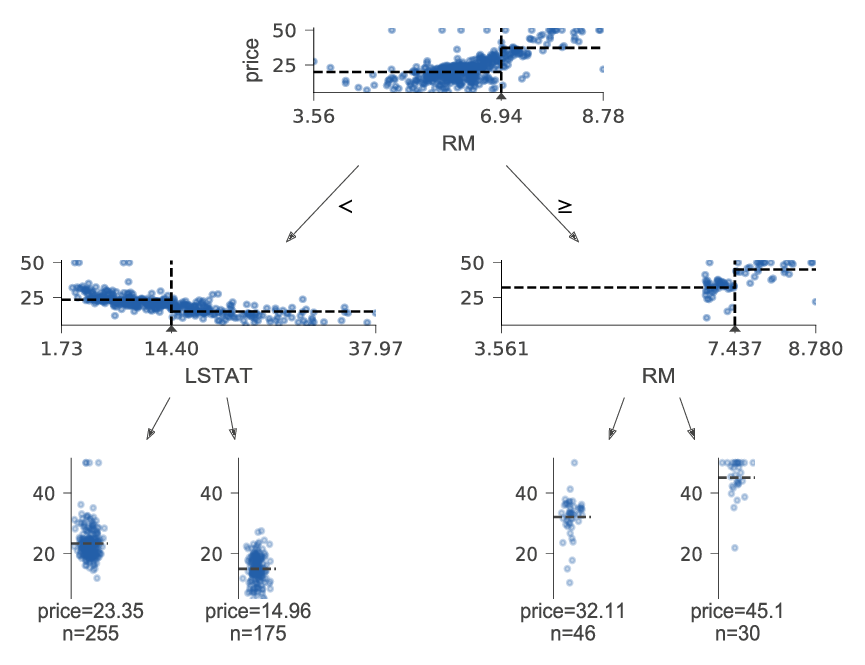 50
price
25
3.56 6.94 8.78
RM
< ≥
50
25
1.73 14.40 37.97
LSTAT
50
25
3.561 7.437 8.780
RM
40
20
price=23.35
n=255
40
20
price=14.96
n=175
40
20
price=32.11
n=46
40
20
price=45.1
n=30